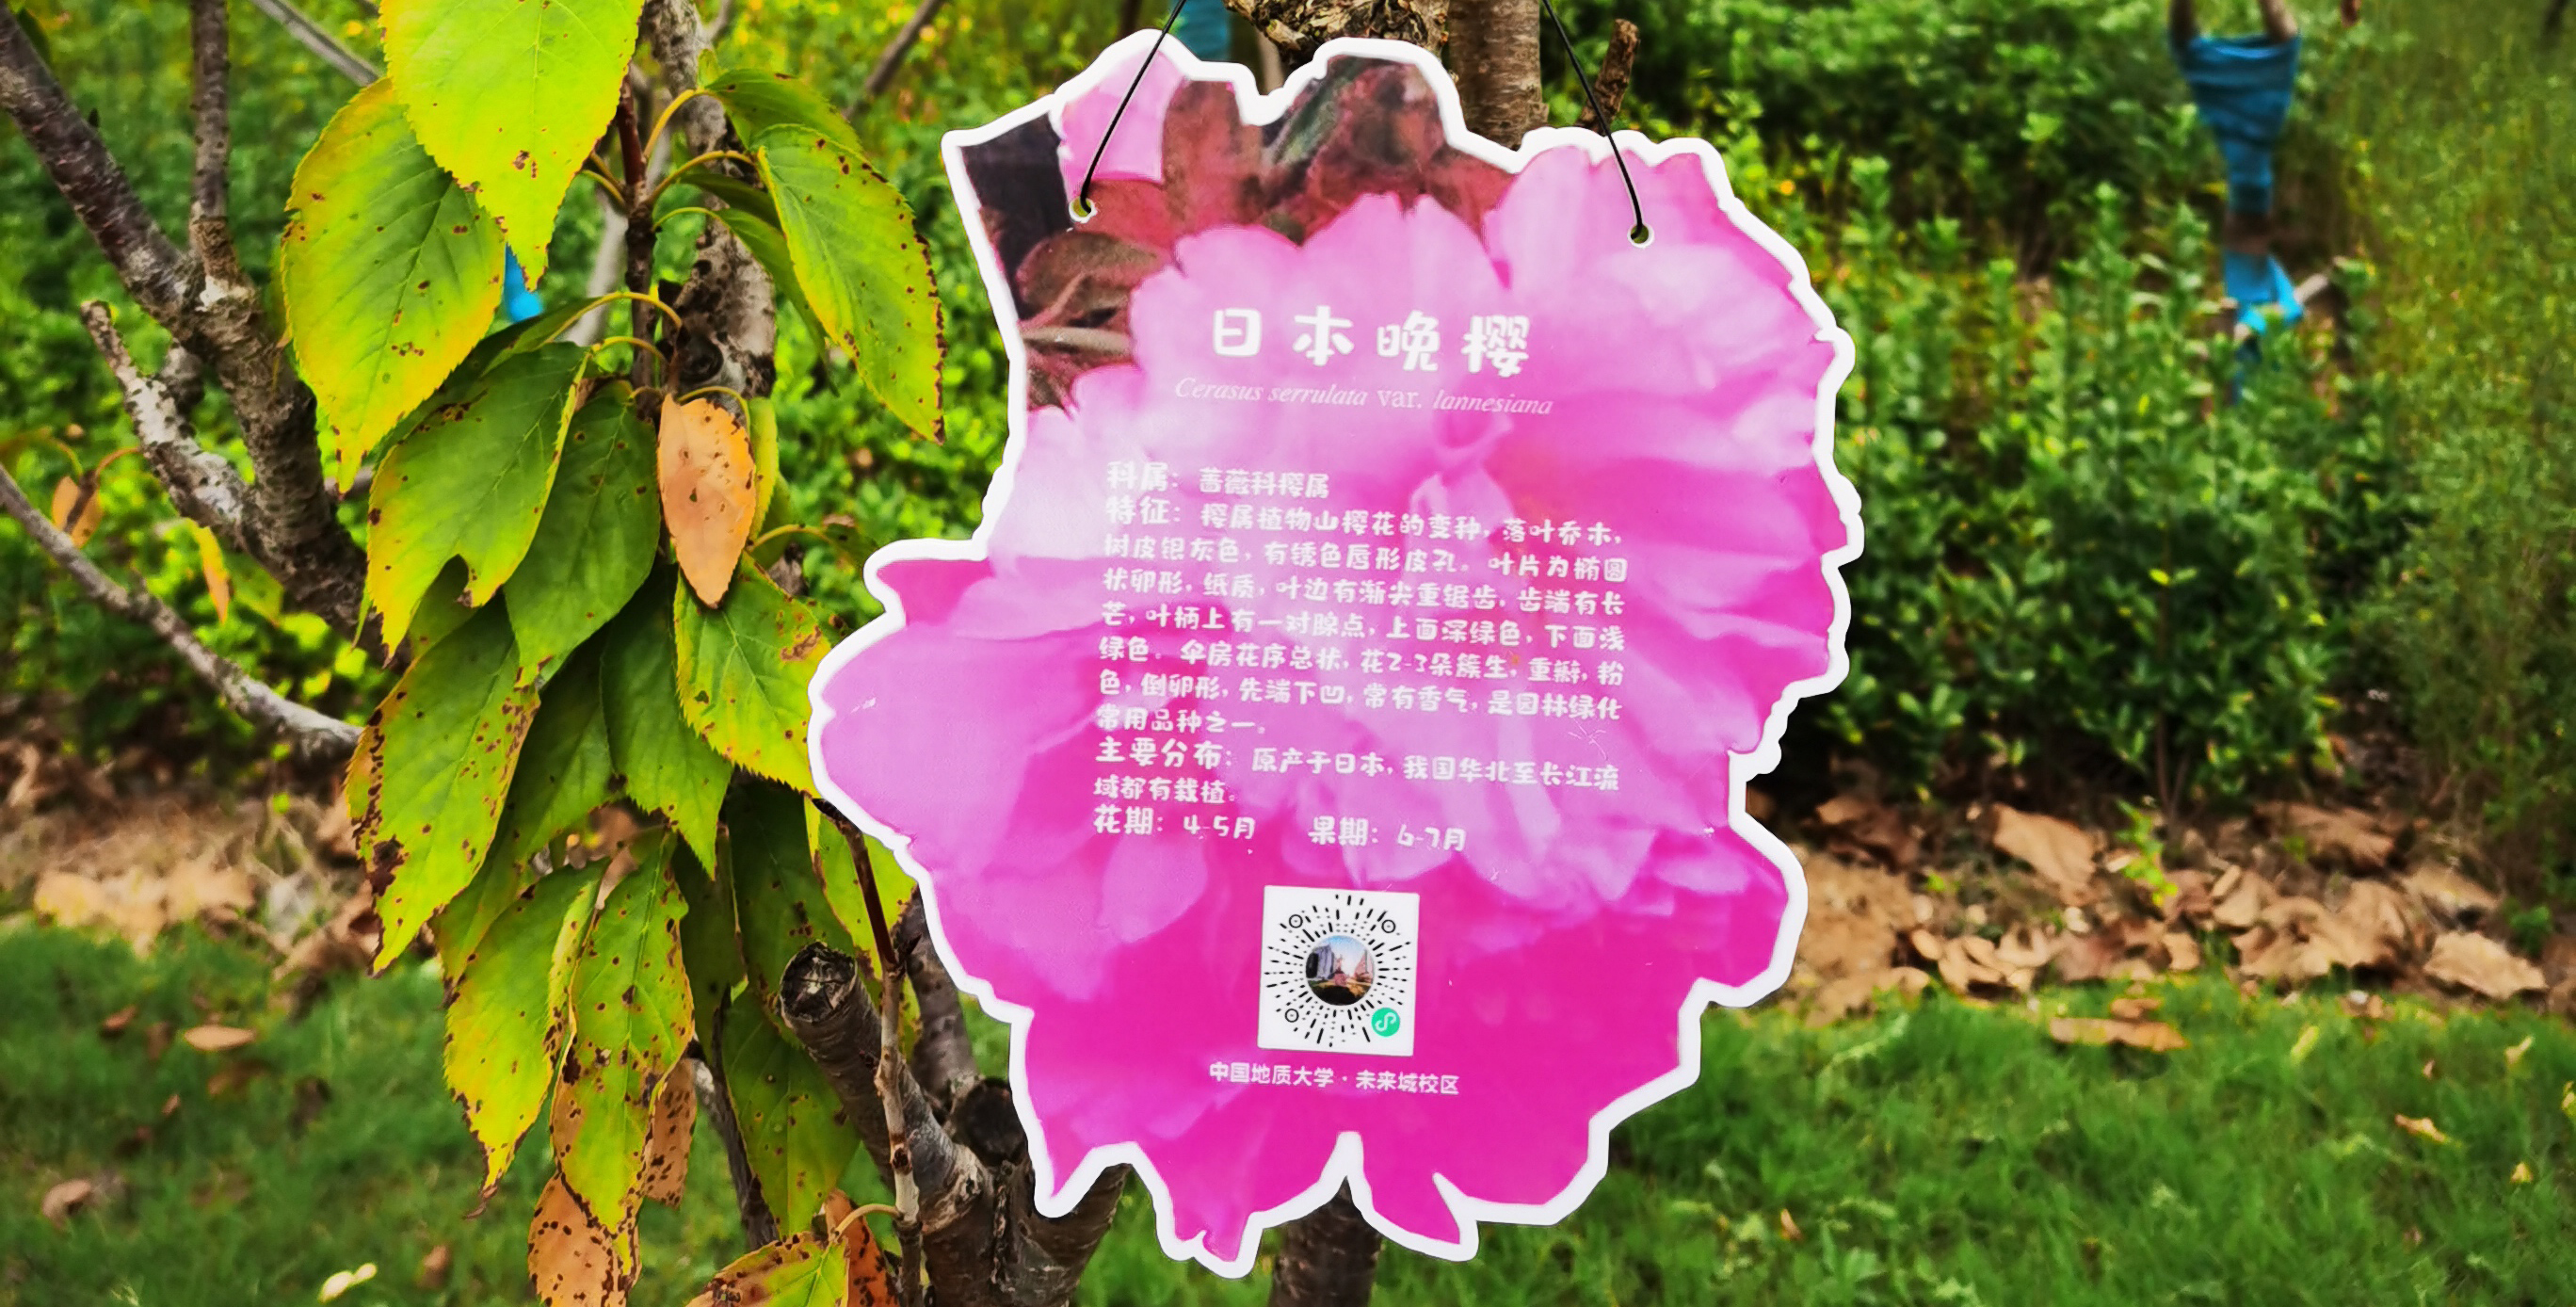 日本晚樱
Cerasus serrulata var. lannesiana
科属：蔷薇科樱属
特征：樱属植物山樱花的变种，落叶乔木，
树皮银灰色，有锈色唇形皮孔。叶片为椭圆
状卵形，纸质，叶边有渐尖重锯齿，齿端有长
芒，叶柄上有一对腺点，上面深绿色，下面浅
绿色。伞房花序总状，花2-3朵簇生，重瓣，粉
色，倒卵形，先端下凹，常有香气，是园林绿化
常用品种之一。
主要分布：原产于日本，我国华北至长江流
域都有栽植。
花期：4-5月 果期：6-7月
中国地质大学·未来城校区